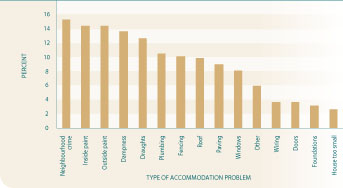 16
14
12
10
8
6
4
2
0
PERCENT
Neighbourhood
crime
Inside paint
Outside paint
Dampness
Draughts
Plumbing
Fencing
Roof
Paving
Windows
Other
Wiring
Doors
Foundations
House too small
TYPE OF ACCOMMODATION PROBLEM